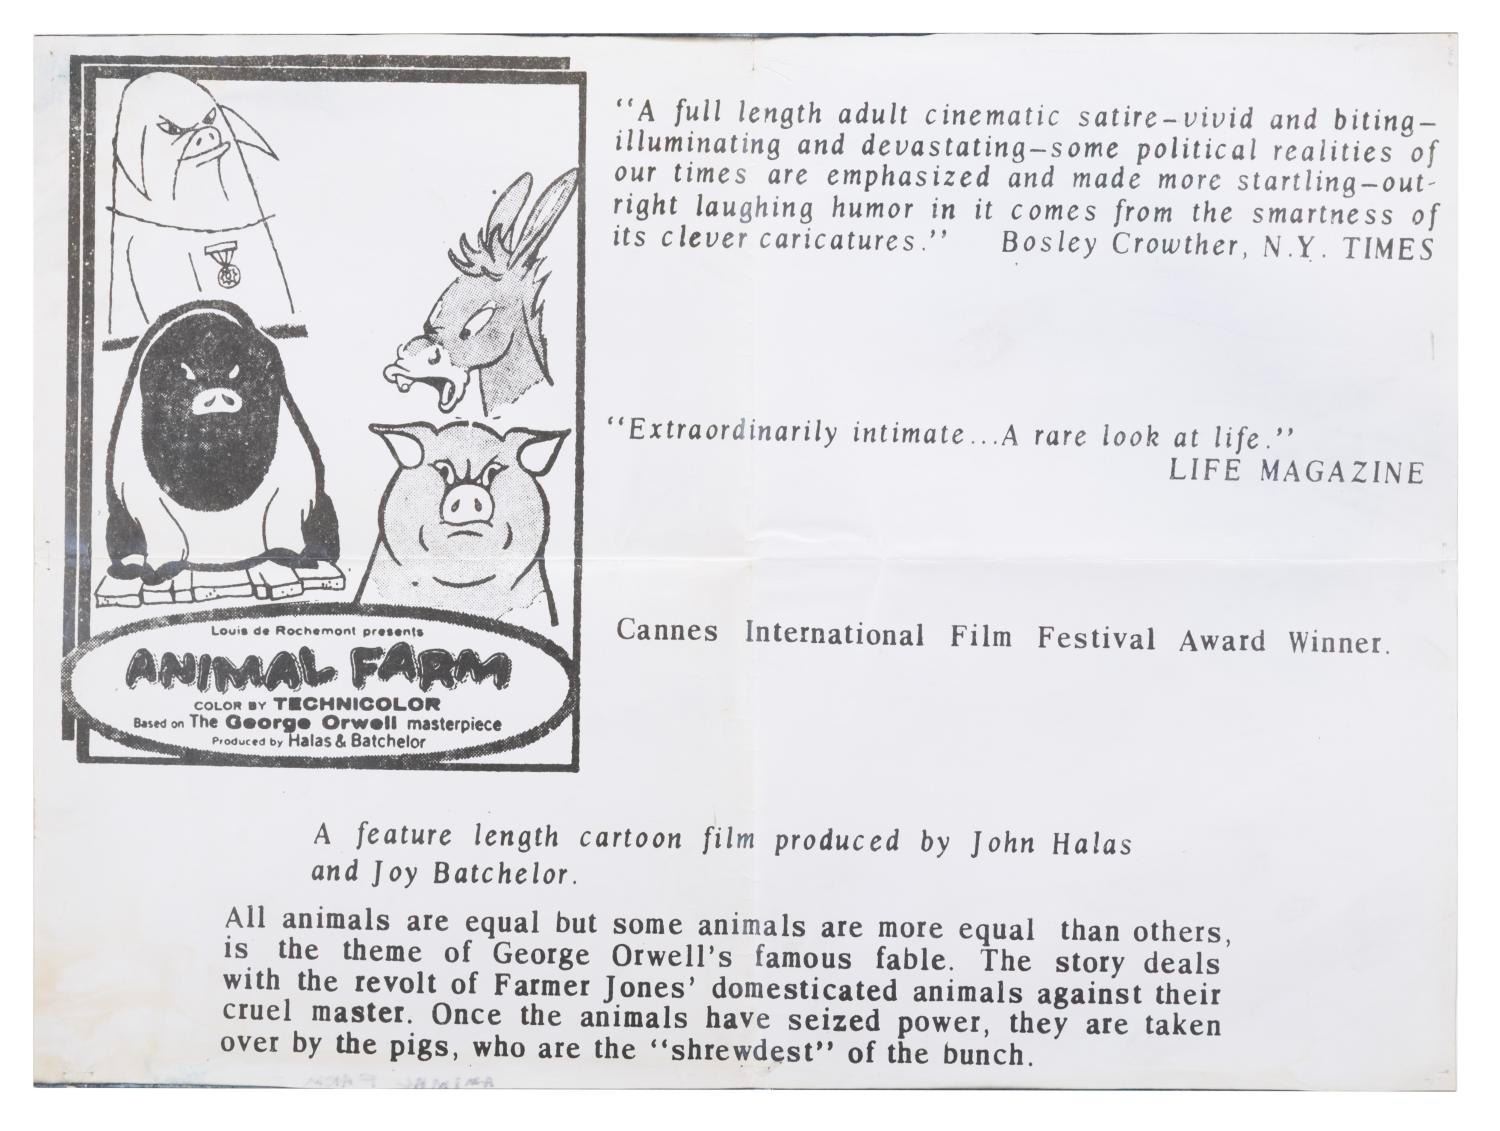 “A full length adult cinematic satire—vivid and biting—
illuminating and devastating—some political realities of
our times are emphasized and made more startling—out-
right laughing humor in it comes from the smartness of
its clever caricatures.” Bosley Crowther, N.Y. TIMES
“Extraordinarily intimate...A rare look at life.”
LIFE MAGAZINE
Cannes International Film Festival Award Winner.
Louis de Rochemont presents
ANIMAL FARM
COLOR BY TECHNICOLOR
Based on The George Orwell masterpiece
Produced by Halas & Batchelor
A feature length cartoon film produced by John Halas
and Joy Batchelor.
All animals are equal but some animals are more equal than others,
is the theme of George Orwell's famous fable. The story deals
with the revolt of Farmer Jones' domesticated animals against their
cruel master. Once the animals have seized power, they are taken
over by the pigs, who are the “shrewdest” of the bunch.
ANIMAL FARM